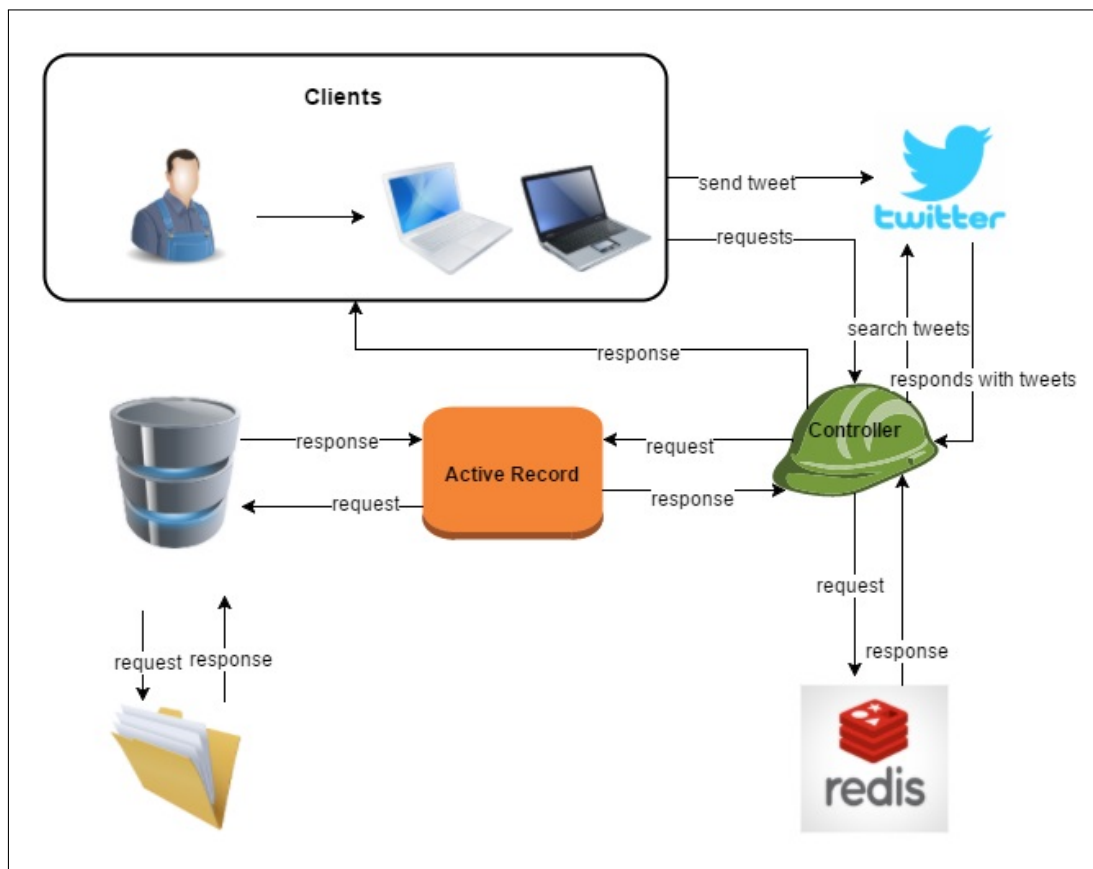 Clients
send tweet
twitter
requests
search tweets
response
responds with tweets
Controller
response
request
Active Record
request
response
request
response
request
response
redis